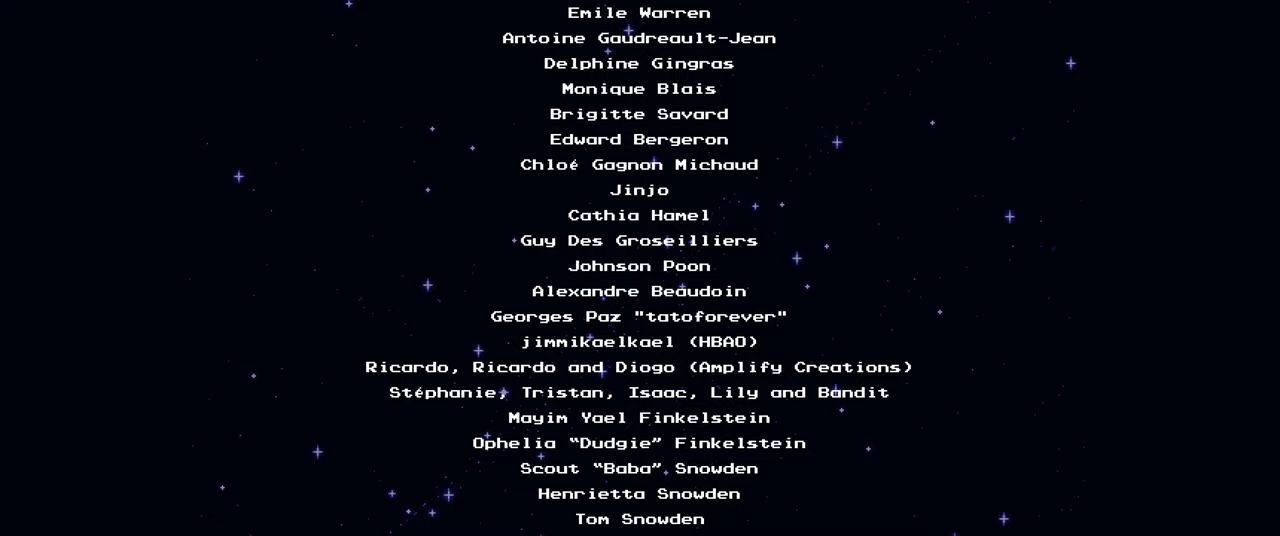 Emile Warren
Antoine Gaudreault-Jean
Delphine Gingras
Monique Blais
Brigitte Savard
Edward Bergeron
Chloé Gagnon Michaud
Jinjo
Cathia Hamel
Guy Des Groseilliers
Johnson Poon
Alexandre Beaudoin
Georges Paz "tatoforever"
jimmikaelkael (HBAO)
Ricardo, Ricardo and Diogo (Amplify Creations)
Stéphanie, Tristan, Isaac, Lily and Bandit
Mayim Yael Finkelstein
Ophelia “Dudgie” Finkelstein
Scout “Baba” Snowden
Henrietta Snowden
Tom Snowden